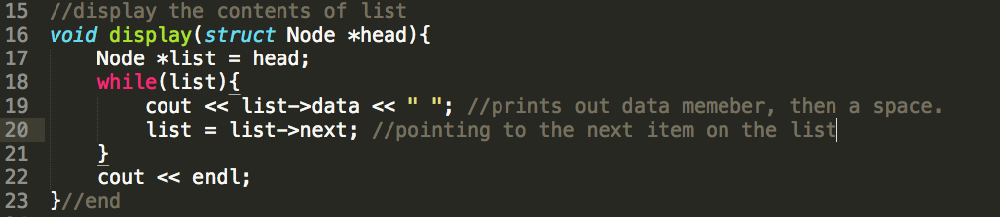 15 //display the contents of list
16 void display(struct Node *head){
17 Node *list = head;
18 while(list){
19 cout << list->data << " "; //prints out data memeber, then a space.
20 list = list->next; //pointing to the next item on the list
21 }
22 cout << endl;
23 }//end